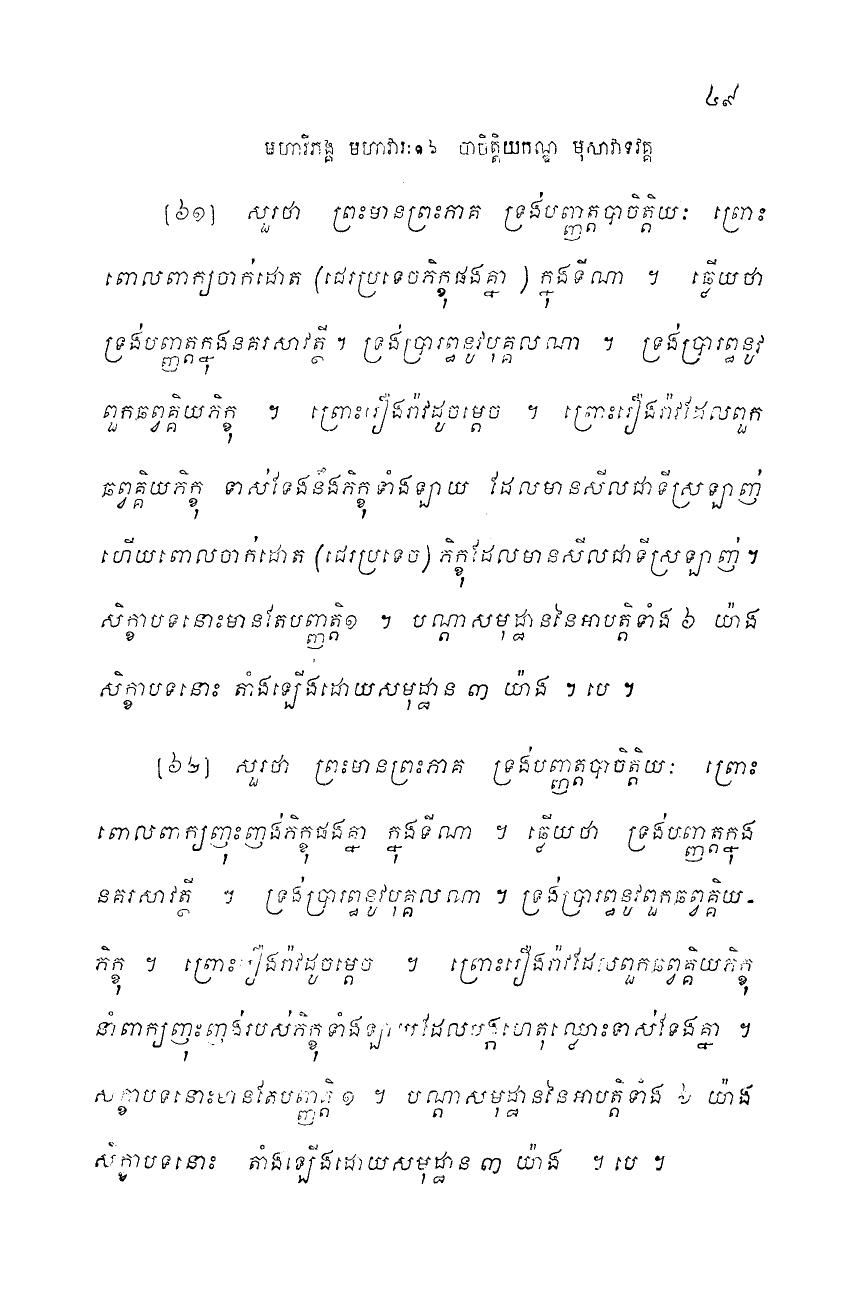 ៤៩
មហាវិភង្គ មហាវារៈ១៦ បាចិត្តិយកណ្ឌ មុសាវាទវគ្គ
[៦១] សួរថា ព្រះមានព្រះភាគ ទ្រង់បញ្ញត្តបាចិត្តិយៈ ព្រោះ
ពោលពាក្យចាក់ដោត (ជេរប្រទេចភិក្ខុផងគ្នា ) ក្នុងទីណា ។ ឆ្លើយថា
ទ្រង់បញ្ញត្តក្នុងនគរសាវត្ថី ។ ទ្រង់ប្រារព្ធនូវបុគ្គលណា ។ ទ្រង់ប្រារព្ធនូវ
ពួកឆព្វគ្គិយភិក្ខុ ។ ព្រោះរឿងរ៉ាវដូចម្តេច ។ ព្រោះរឿងរ៉ាវដែលពួក
ឆព្វគ្គិយភិក្ខុ ទាស់ទែងនឹងភិក្ខុទាំងឡាយ ដែលមានសីលជាទីស្រឡាញ់
ហើយពោលចាក់ដោត (ជេរប្រទេច) ភិក្ខុដែលមានសីលជាទីស្រឡាញ់ ។
សិក្ខាបទនោះមានតែបញ្ញត្តិ១ ។ បណ្តាសមុដ្ឋាននៃអាបត្តិទាំង ៦ យ៉ាង
សិក្ខាបទនោះ តាំងឡើងដោយសមុដ្ឋាន ៣ យ៉ាង ។ បេ ។
[៦២] សួរថា ព្រះមានព្រះភាគ ទ្រង់បញ្ញត្តបាចិត្តិយៈ ព្រោះ
ពោលពាក្យញុះញង់ភិក្ខុផងគ្នា ក្នុងទីណា ។ ឆ្លើយថា ទ្រង់បញ្ញត្តក្នុង
នគរសាវត្ថី ។ ទ្រង់ប្រារព្ធនូវបុគ្គលណា ។ ទ្រង់ប្រារព្ធនូវពួកឆព្វគ្គិយ-
ភិក្ខុ ។ ព្រោះរឿងរ៉ាវដូចម្តេច ។ ព្រោះរឿងរ៉ាវដែលពួកឆព្វគ្គិយភិក្ខុ
នាំពាក្យញុះញង់របស់ភិក្ខុទាំងឡាយដែលបង្កហេតុឈ្លោះទាស់ទែងគ្នា ។
សិក្ខាបទនោះមានតែបញ្ញត្តិ ១ ។ បណ្តាសមុដ្ឋាននៃអាបត្តិទាំង ៦ យ៉ាង
សិក្ខាបទនោះ តាំងឡើងដោយសមុដ្ឋាន ៣ យ៉ាង ។ បេ ។